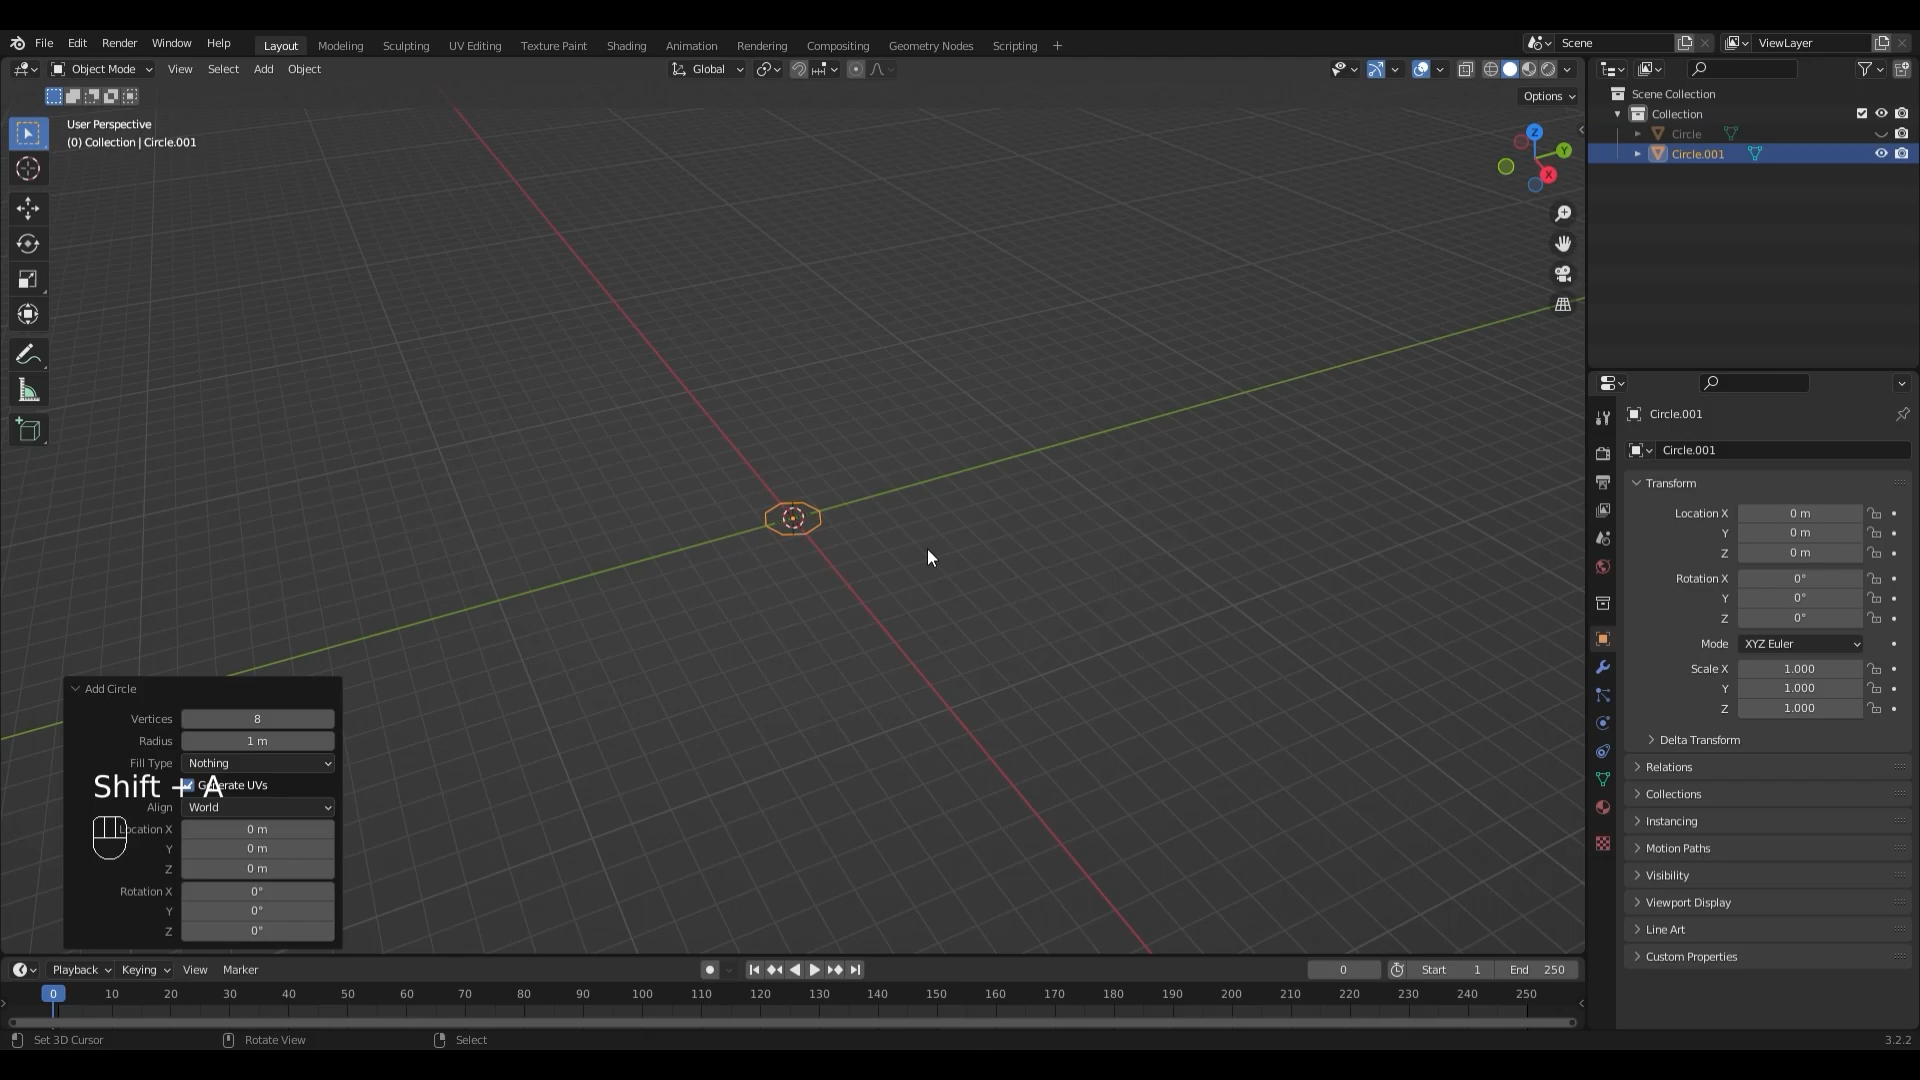 File Edit Render Window Help Layout Modeling Sculpting UV Editing Texture Paint Shading Animation Rendering Compositing Geometry Nodes Scripting + Scene ViewLayer
Object Mode View Select Add Object Global
Options
User Perspective
(0) Collection | Circle.001
Z
Y
X
Scene Collection
Collection
Circle
Circle.001
Circle.001
Circle.001
Transform
Location X 0 m
Y 0 m
Z 0 m
Rotation X 0°
Y 0°
Z 0°
Mode XYZ Euler
Scale X 1.000
Y 1.000
Z 1.000
Delta Transform
Relations
Collections
Instancing
Motion Paths
Visibility
Viewport Display
Line Art
Custom Properties
Add Circle
Vertices 8
Radius 1 m
Fill Type Nothing
Generate UVs
Shift + A
Align World
Location X 0 m
Y 0 m
Z 0 m
Rotation X 0°
Y 0°
Z 0°
Playback Keying View Marker 0 Start 1 End 250
0 10 20 30 40 50 60 70 80 90 100 110 120 130 140 150 160 170 180 190 200 210 220 230 240 250
Set 3D Cursor Rotate View Select 3.2.2